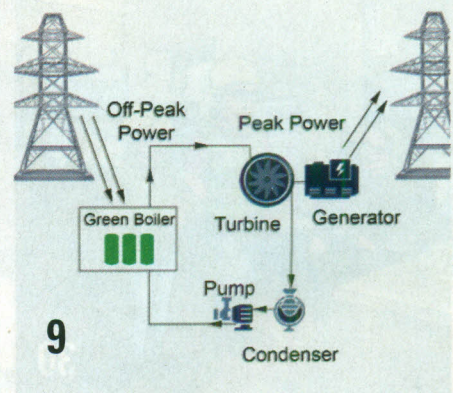 Off-Peak
Power
Peak Power
Green Boiler
Turbine
Generator
Pump
Condenser
9